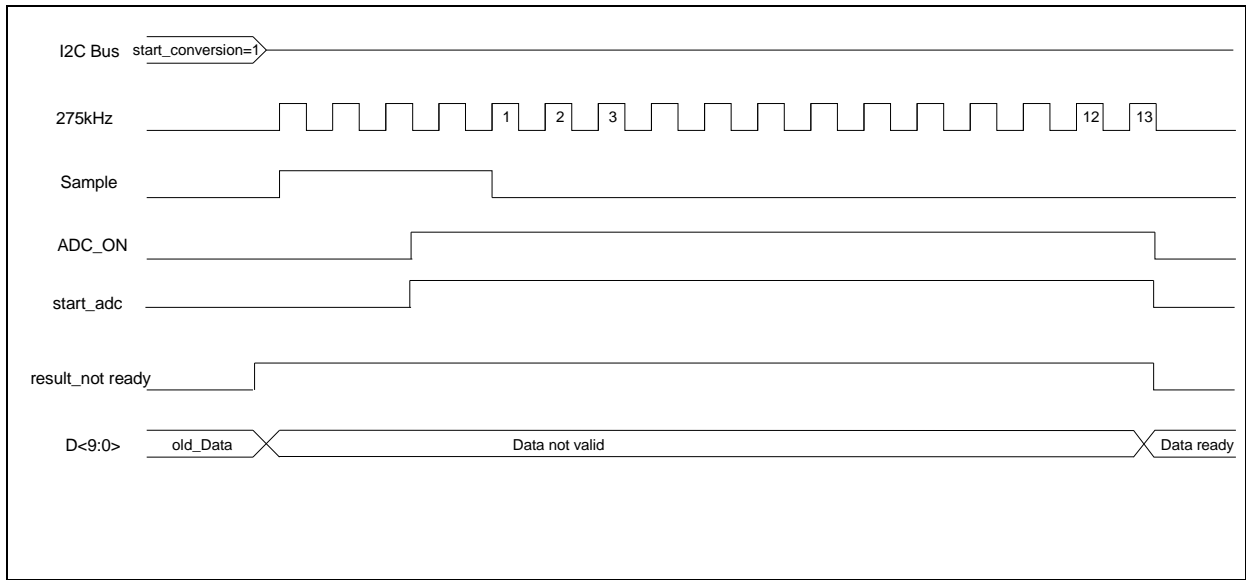 I2C Bus start_conversion=1
275kHz 1 2 3 12 13
Sample
ADC_ON
start_adc
result_not ready
D<9:0> old_Data Data not valid Data ready